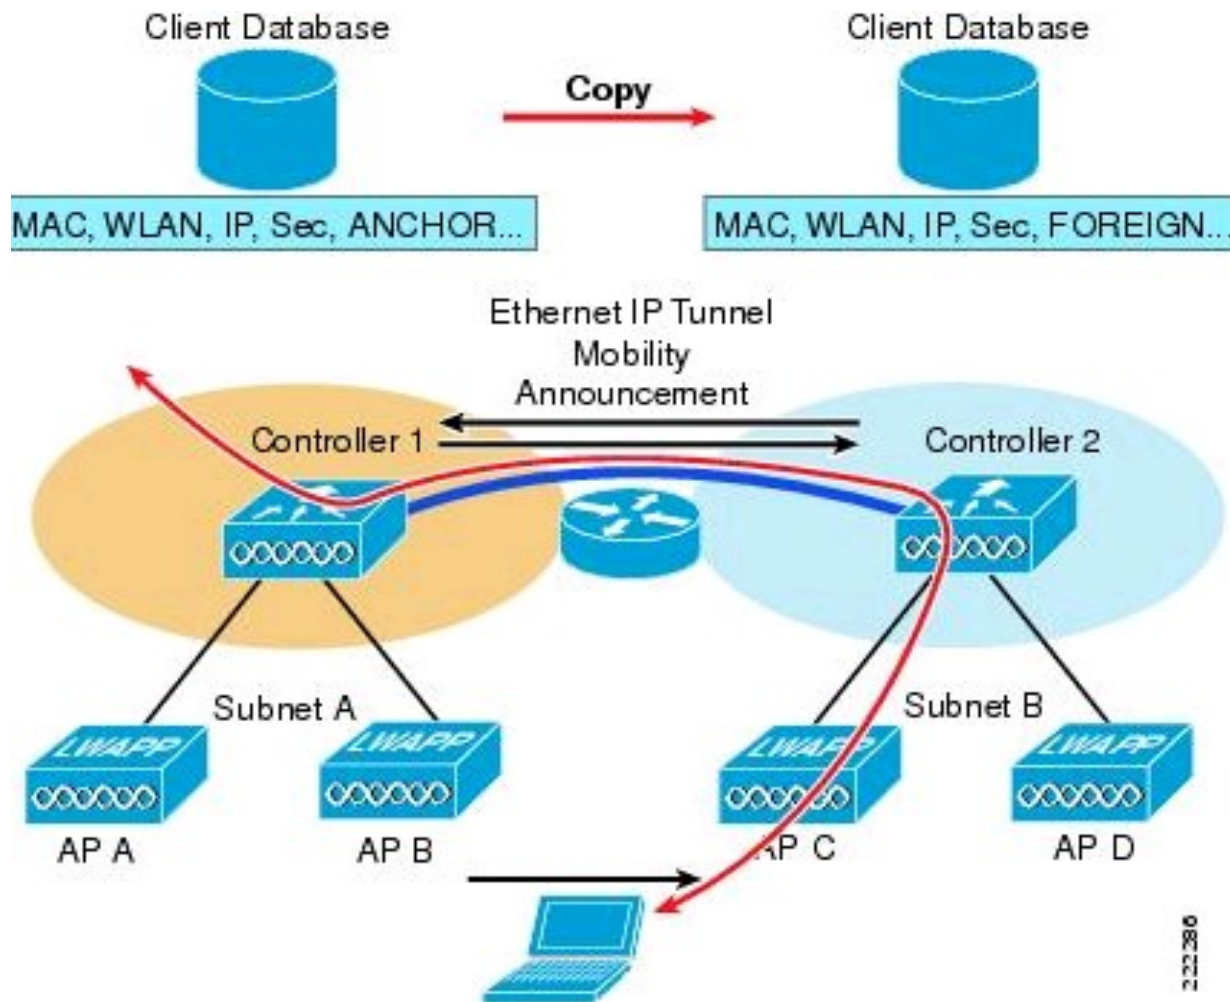 Client Database
Client Database
Copy
MAC, WLAN, IP, Sec, ANCHOR...
MAC, WLAN, IP, Sec, FOREIGN...
Ethernet IP Tunnel
Mobility
Announcement
Controller 1
Controller 2
Subnet A
Subnet B
LWAPP
LWAPP
LWAPP
LWAPP
AP A
AP B
AP C
AP D
222286